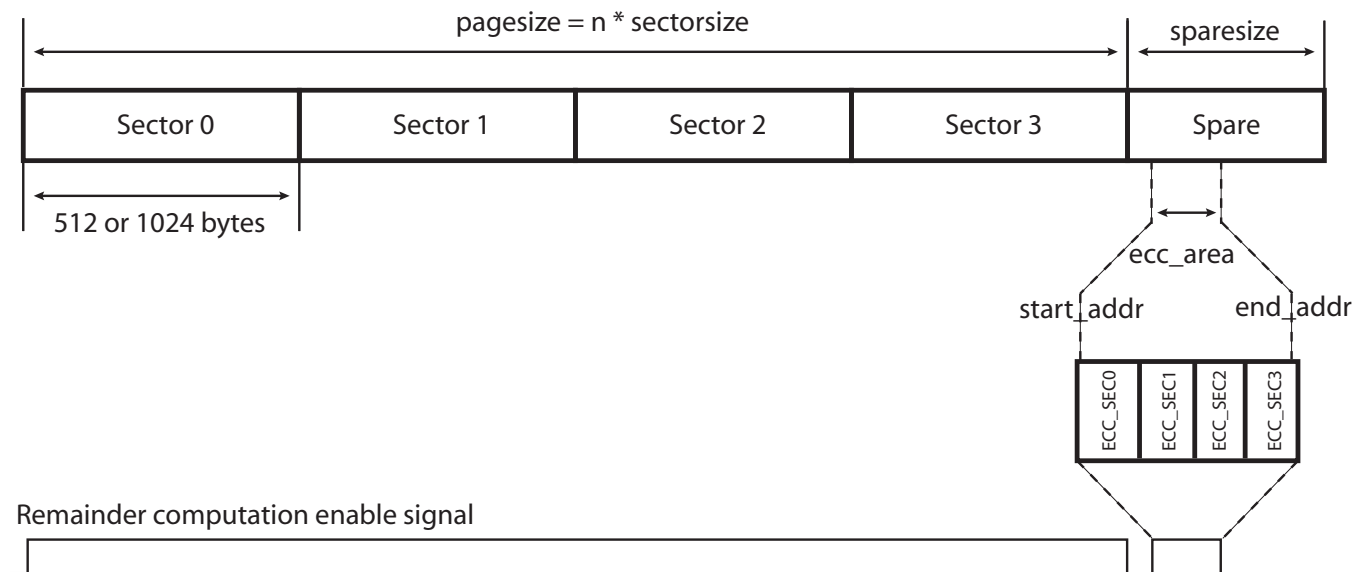 pagesize = n * sectorsize
sparesize
Sector 0
Sector 1
Sector 2
Sector 3
Spare
512 or 1024 bytes
ecc_area
start_addr
end_addr
ECC_SEC0
ECC_SEC1
ECC_SEC2
ECC_SEC3
Remainder computation enable signal